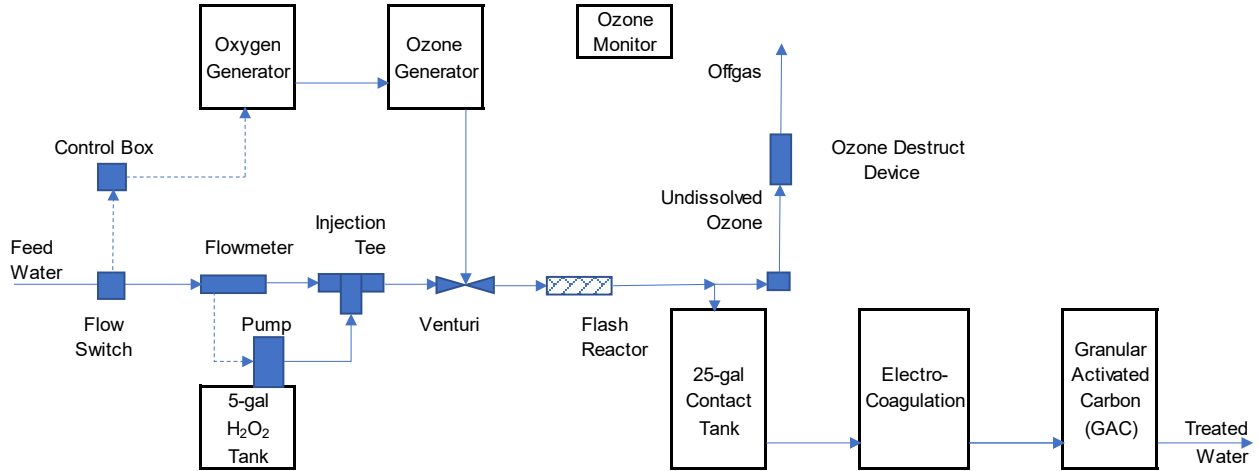 Oxygen
Generator
Ozone
Generator
Ozone
Monitor
Offgas
Control Box
Ozone Destruct
Device
Undissolved
Ozone
Feed
Water
Flowmeter
Injection
Tee
Flow
Switch
Pump
Venturi
Flash
Reactor
5-gal
H₂O₂
Tank
25-gal
Contact
Tank
Electro-
Coagulation
Granular
Activated
Carbon
(GAC)
Treated
Water